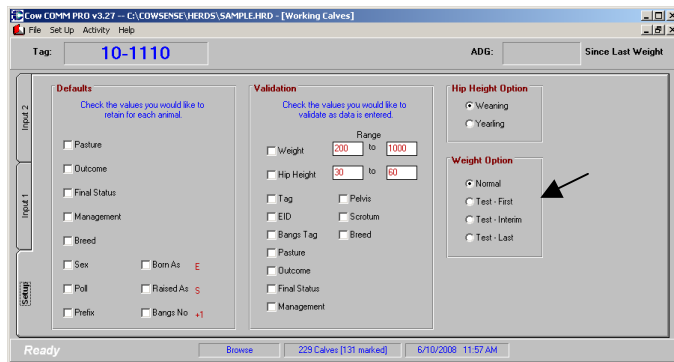 Cow COMM PRO v3.27 -- C:\COWSENSE\HERDS\SAMPLE.HRD - [Working Calves]
File Set Up Activity Help
Tag: 10-1110 ADG: Since Last Weight
Input 2
Input 1
Setup
Defaults
Check the values you would like to
retain for each animal.
Pasture
Outcome
Final Status
Management
Breed
Sex Born As E
Poll Raised As S
Prefix Bangs No +1
Validation
Check the values you would like to
validate as data is entered.
Range
Weight 200 to 1000
Hip Height 30 to 60
Tag Pelvis
EID Scrotum
Bangs Tag Breed
Pasture
Outcome
Final Status
Management
Hip Height Option
Weaning
Yearling
Weight Option
Normal
Test - First
Test - Interim
Test - Last
Ready Browse 229 Calves [131 marked] 6/10/2008 11:57 AM